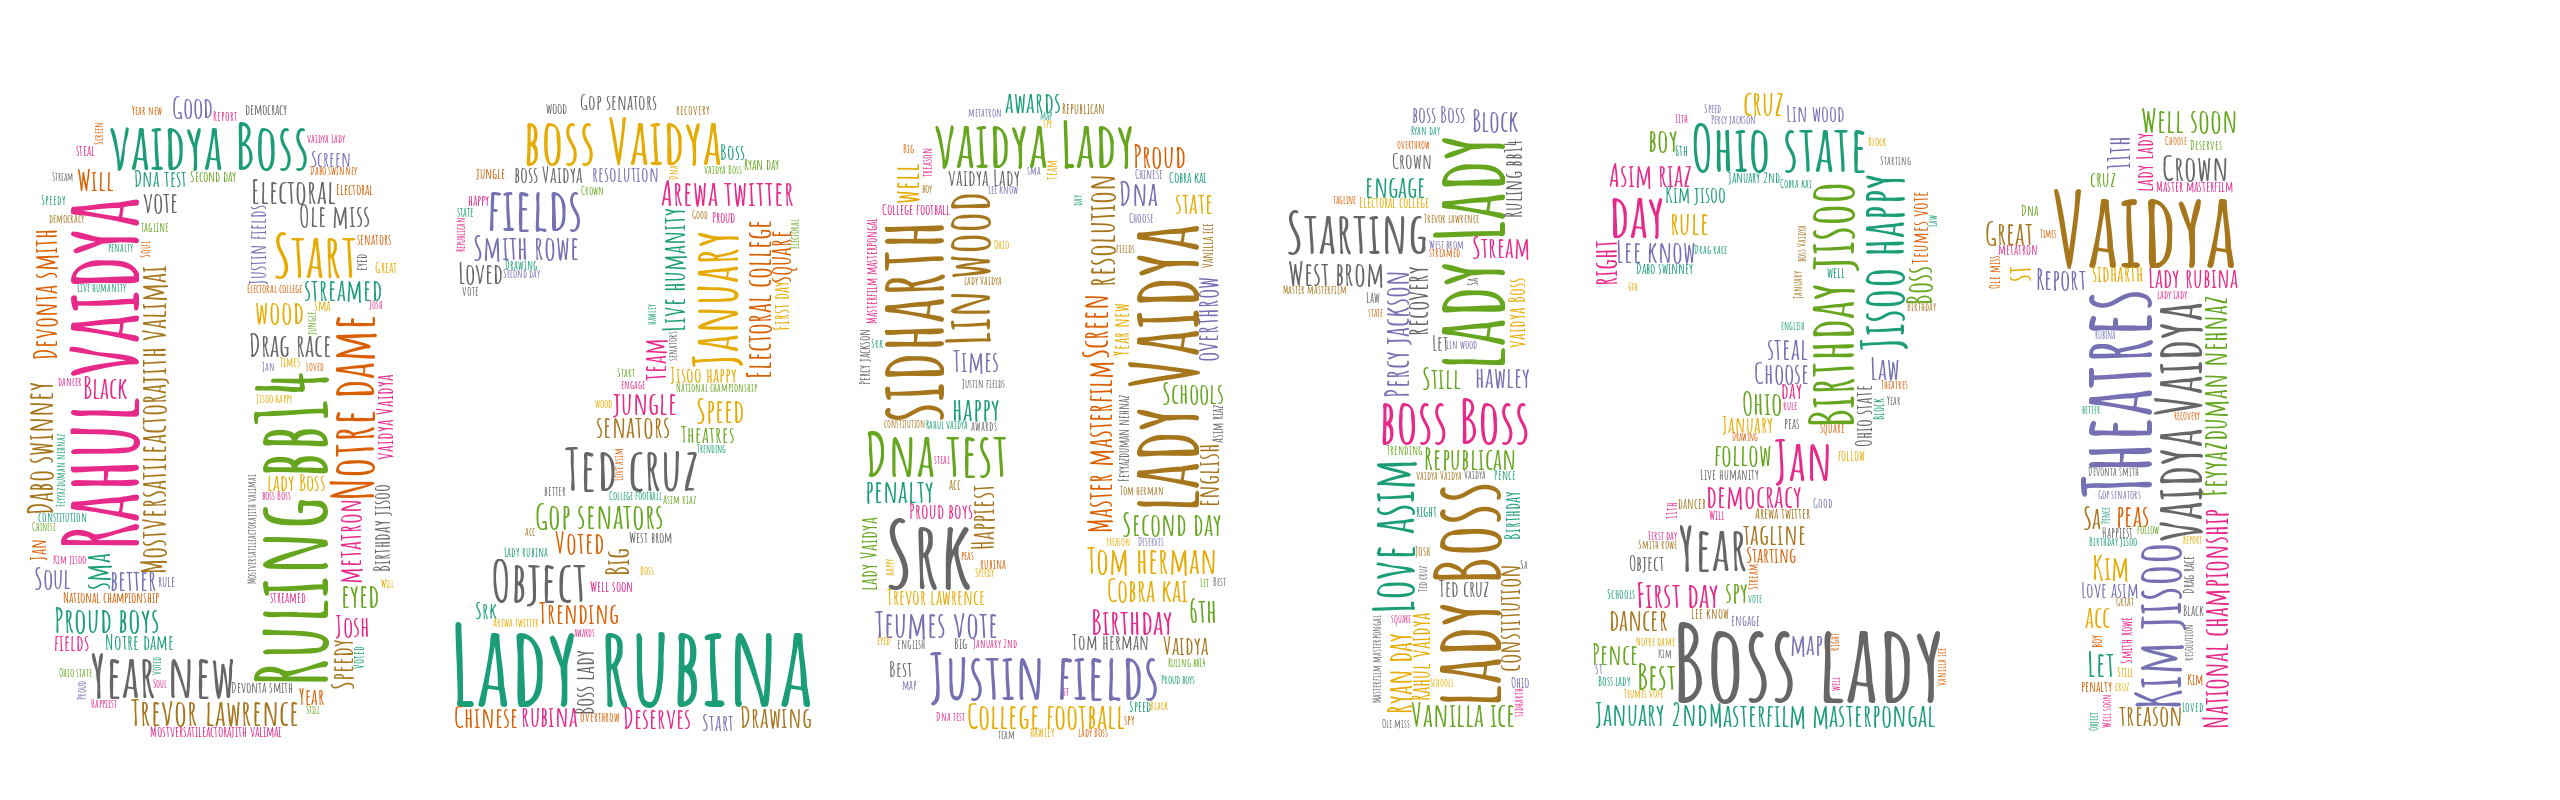 Year new
Good
Report
democracy
vaidya Boss
vaidya lady
Screen
steal
Screen
Dabo swinney
Stream
Will
Dna test
Second day
Electoral
Electoral
Speedy
vote
Ole miss
democracy
tagline
Start
senators
Devonta smith
penalty
Soul
Justin fields
eyed
great
Rahul vaidya
live humanity
Electoral college
streamed
wood
sma
Josh
jungle
Mostversatileactorajith valimai
Drag race
Notre dame
Jan
times
loved
dancer
Black
Jisoo happy
Ruling bb14
vaidya Vaidya
Dabo swinney
feyyazduman nehnaz
lady Boss
boss boss
constitution
Chinese
Mostversatileactorajith valimai
metatron
Birthday jisoo
Jan
Kim jisoo
Soul
sma
better
rule
will
National championship
streamed
eyed
Proud boys
fields
Notre dame
Josh
Speedy
voted
Ohio state
Year new
voted
Soul
Devonta smith
proud
happiest
Year
still
Trevor lawrence
Mostversatileactorajith valimai
wood
Gop senators
recovery
boss Vaidya
Boss
jungle
boss Vaidya
resolution
dna
vaidya Boss
Ryan day
happy
Crown
Arewa twitter
state
fields
good
proud
Republican
Smith rowe
live humanity
January
Electoral college
Square
electoral
Loved
Drawing
Second day
vote
First day
hawley
team
senators
Start
engage
Jisoo happy
National championship
wood
jungle
Speed
senators
Theatres
Trending
Ted cruz
love asim
better
College football
Asim riaz
Gop senators
acc
Voted
West brom
Lady rubina
Big
Object
Boss
well soon
Srk
Trending
Arewa twitter
awards
Lady rubina
Boss lady
Chinese
rubina
overthrow
Deserves
Start
Drawing
metatron
awards
map
Republican
spy
vaidya Lady
Big
treason
team
Proud
well
vaidya Lady
sma
Chinese
Cobra kai
boy
lee know
Dna
College football
day
Choose
state
Masterfilm masterpongal
Sidharth
lin wood
Ohio
resolution
fields
Vanilla ice
lady Vaidya
Lady vaidya
overthrow
Percy jackson
Srk
Times
Screen
Year new
Justin fields
Schools
happy
constitution
Rahul vaidya
awards
Master masterfilm
feyyazduman nehnaz
Asim riaz
Dna test
steal
acc
English
penalty
Tom herman
Proud boys
happiest
Second day
lady Vaidya
Srk
treason
Deserves
peas
rubina
speedy
Tom herman
happy
Trevor lawrence
Cobra kai
let
Best
Teumes vote
Birthday
6th
eyed
english
Big
January 2nd
Tom herman
Vaidya
Best
Ruling bb14
map
Justin fields
st
Proud boys
Dna test
College football
spy
Speed
black
team
hawley
lady Boss
boss Boss
Block
Ryan day
overthrow
Crown
lady
Ruling bb14
engage
tagline
Electoral college
Trevor lawrence
Starting
West brom
streamed
Stream
West brom
Master masterfilm
Law
state
recovery
lady
Sa
vaidya Boss
Percy jackson
Let
lin wood
Still
hawley
boss Boss
Trending
Republican
vaidya Vaidya
Vaidya
pence
Love asim
right
lady Boss
Birthday
Josh
Ted cruz
Ted cruz
constitution
Sa
square
Masterfilm masterpongal
Ryan day
Rahul vaidya
schools
Ohio
sidharth
Ole miss
Vanilla ice
Speed
cruz
Lin wood
11th
Percy jackson
boy
6th
Ohio state
Block
Starting
Asim riaz
January 2nd
Cobra kai
Kim jisoo
day
rule
Birthday jisoo
Jisoo happy
Teumes vote
law
Lee know
Drag race
boss Vaidya
right
Dabo swinney
well
January
Boss
6th
Birthday
english
steal
Choose
Law
Theatres
day
rule
Ohio
Ohio state
block
Year
January
peas
square
Drawing
follow
Jan
follow
Live humanity
democracy
dancer
Good
11th
will
Arewa twitter
First day
Smith rowe
Year
tagline
Starting
Object
Stream
Schools
First day
spy
vote
dancer
Lee know
engage
Notre dame
Kim
Boss lady
map
right
well
Vanilla ice
Pence
st
Boss lady
Best
Teumes vote
January 2nd
Masterfilm masterpongal
Well soon
11th
lady Lady
Choose
Deserves
Crown
cruz
Master masterfilm
Dna
Vaidya
Great
Times
metatron
Ole miss
st
Report
sidharth
Lady rubina
lady Lady
Theatres
rubina
Vaidya vaidya
feyyazduman nehnaz
better
recovery
Devonta smith
Gop senators
Sa
pence
peas
follow
happiest
Birthday jisoo
report
National championship
Kim
Love asim
great
Kim jisoo
Drag race
acc
Black
boy
Smith rowe
resolution
Let
Still
penalty
cruz
Kim
Object
Well soon
treason
loved